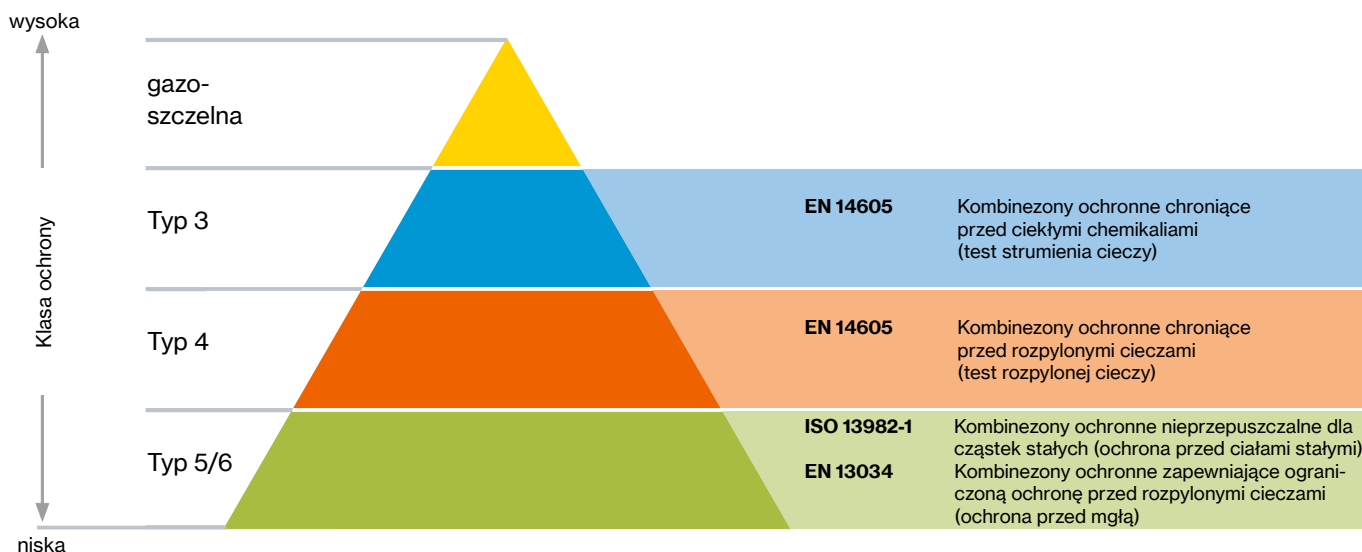 wysoka
gazo-
szczelna
Klasa ochrony
Typ 3
EN 14605
Kombinezony ochronne chroniące
przed ciekłymi chemikaliami
(test strumienia cieczy)
Typ 4
EN 14605
Kombinezony ochronne chroniące
przed rozpylonymi cieczami
(test rozpylonej cieczy)
Typ 5/6
ISO 13982-1
Kombinezony ochronne nieprzepuszczalne dla
cząstek stałych (ochrona przed ciałami stałymi)
EN 13034
Kombinezony ochronne zapewniające ograni-
czoną ochronę przed rozpylonymi cieczami
(ochrona przed mgłą)
niska